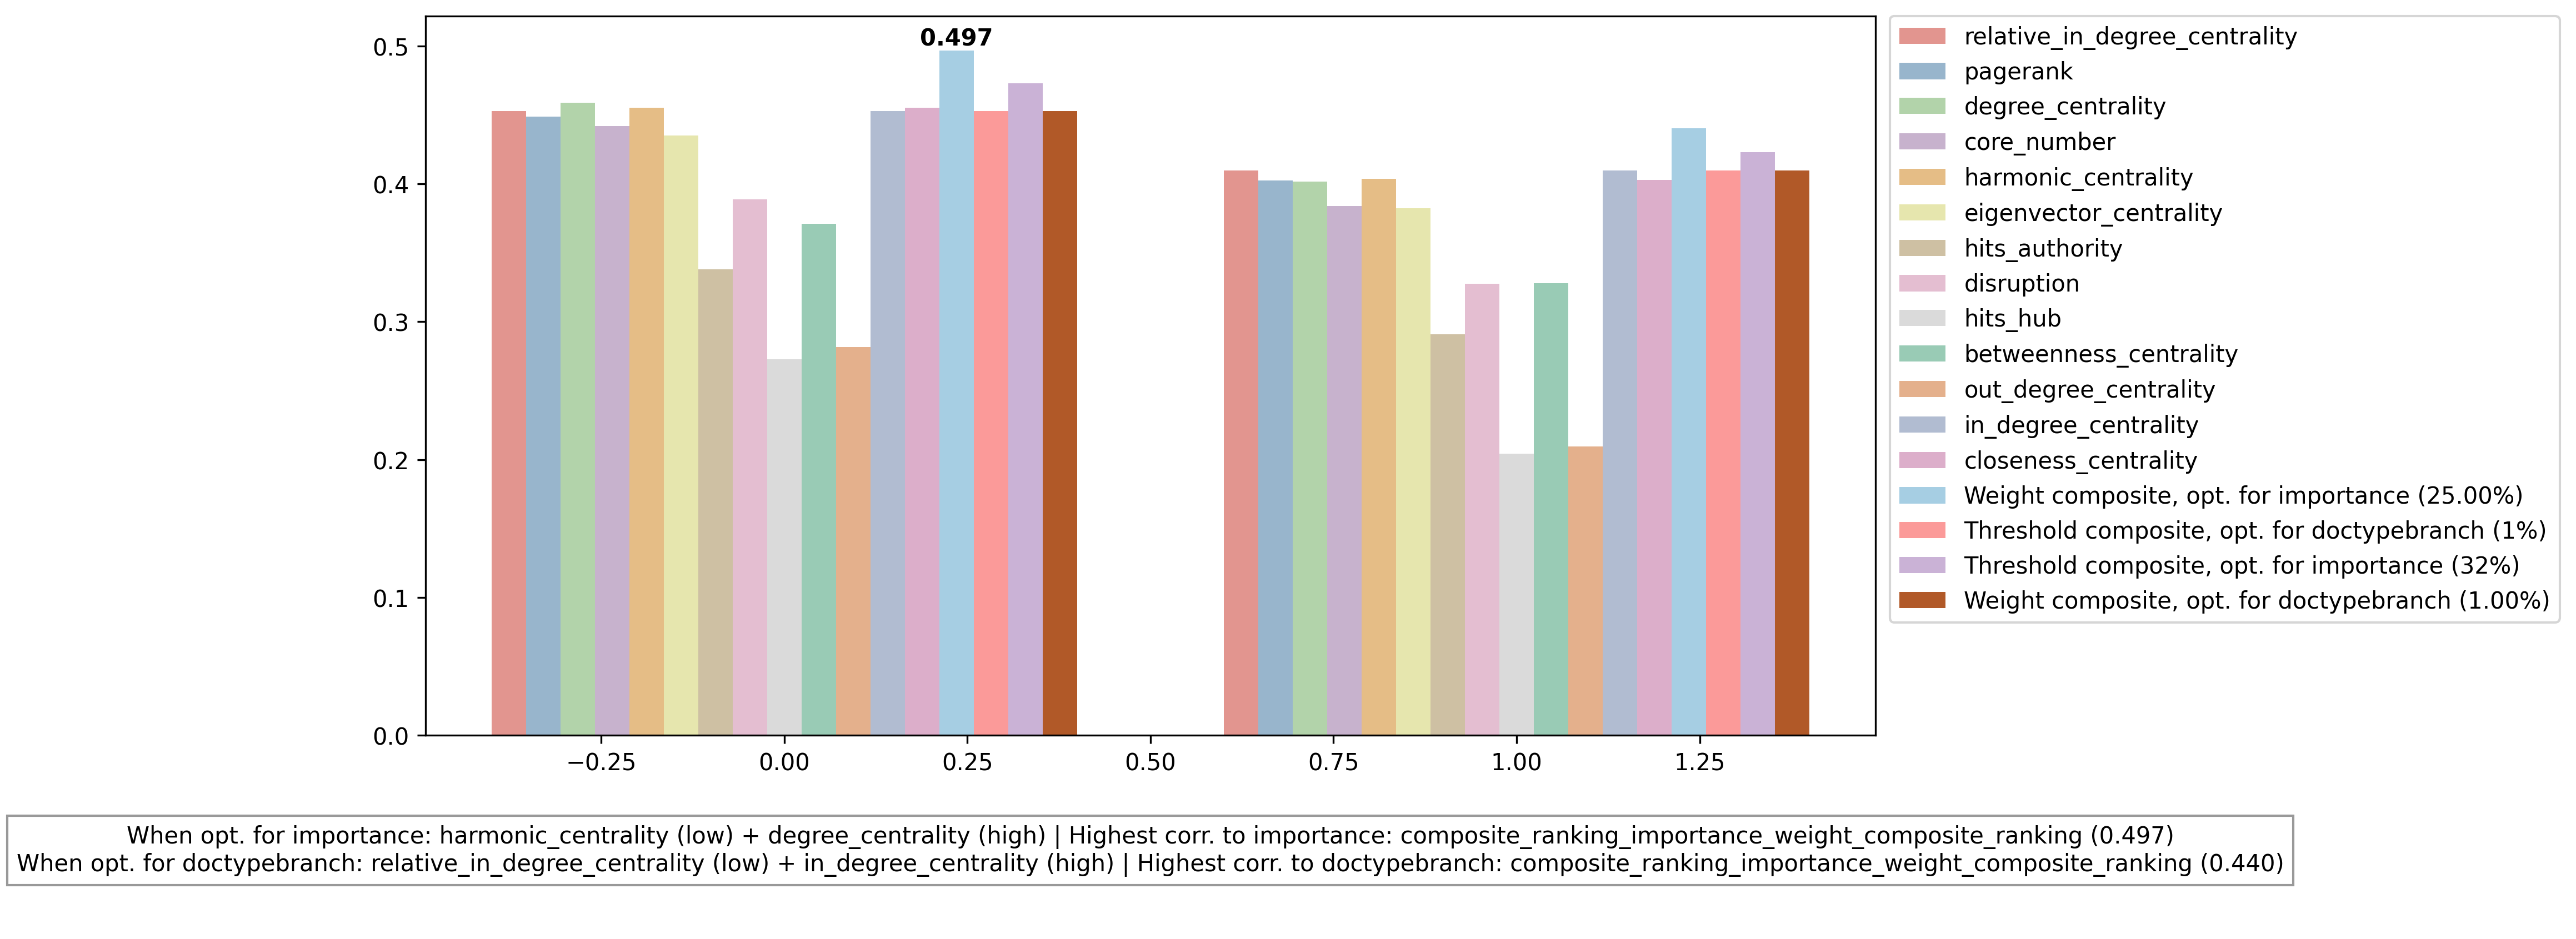 0.497
0.5
0.4
0.3
0.2
0.1
0.0
−0.25 0.00 0.25 0.50 0.75 1.00 1.25
relative_in_degree_centrality
pagerank
degree_centrality
core_number
harmonic_centrality
eigenvector_centrality
hits_authority
disruption
hits_hub
betweenness_centrality
out_degree_centrality
in_degree_centrality
closeness_centrality
Weight composite, opt. for importance (25.00%)
Threshold composite, opt. for doctypebranch (1%)
Threshold composite, opt. for importance (32%)
Weight composite, opt. for doctypebranch (1.00%)
When opt. for importance: harmonic_centrality (low) + degree_centrality (high) | Highest corr. to importance: composite_ranking_importance_weight_composite_ranking (0.497)
When opt. for doctypebranch: relative_in_degree_centrality (low) + in_degree_centrality (high) | Highest corr. to doctypebranch: composite_ranking_importance_weight_composite_ranking (0.440)